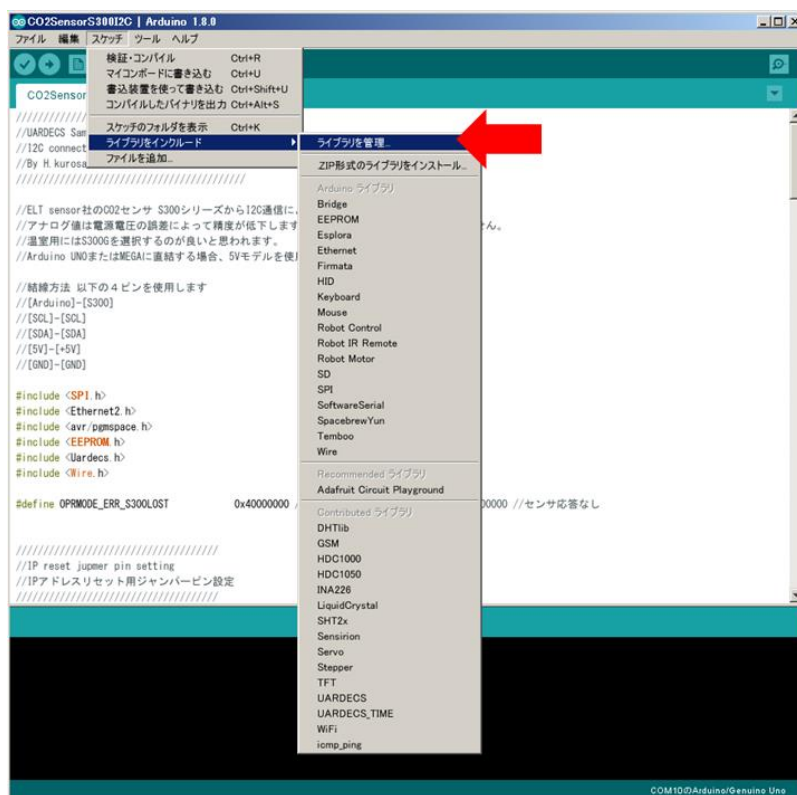 CO2SensorS300I2C | Arduino 1.8.0
ファイル 編集 スケッチ ツール ヘルプ
検証・コンパイル Ctrl+R
マイコンボードに書き込む Ctrl+U
書込装置を使って書き込む Ctrl+Shift+U
コンパイルしたバイナリを出力 Ctrl+Alt+S
スケッチのフォルダを表示 Ctrl+K
ライブラリをインクルード
ファイルを追加...
ライブラリを管理...
ZIP形式のライブラリをインストール...
Arduino ライブラリ
Bridge
EEPROM
Esplora
Ethernet
Firmata
HID
Keyboard
Mouse
Robot Control
Robot IR Remote
Robot Motor
SD
SPI
SoftwareSerial
SpacebrewYun
Temboo
Wire
Recommended ライブラリ
Adafruit Circuit Playground
Contributed ライブラリ
DHTlib
GSM
HDC1000
HDC1050
INA226
LiquidCrystal
SHT2x
Sensirion
Servo
Stepper
TFT
UARDECS
UARDECS_TIME
WiFi
icmp_ping
CO2Sensor
//UARDECS Sam
//I2C connect
//By H.kurosa
/////////////////////////////////////////
//ELT sensor社のCO2センサ S300シリーズからI2C通信に
//アナログ値は電源電圧の誤差によって精度が低下します せん。
//温室用にはS300Gを選択するのが良いと思われます。
//Arduino UNOまたはMEGAに直結する場合、5Vモデルを使
//結線方法 以下の4ピンを使用します
//[Arduino]-[S300]
//[SCL]-[SCL]
//[SDA]-[SDA]
//[5V]-[+5V]
//[GND]-[GND]
#include <SPI.h>
#include <Ethernet2.h>
#include <avr/pgmspace.h>
#include <EEPROM.h>
#include <Uardecs.h>
#include <Wire.h>
#define OPRMODE_ERR_S300LOST 0x40000000 / 00000 //センサ応答なし
////////////////////////////////////
//IP reset jupmer pin setting
//IPアドレスリセット用ジャンパーピン設定
////////////////////////////////////
COM10のArduino/Genuino Uno